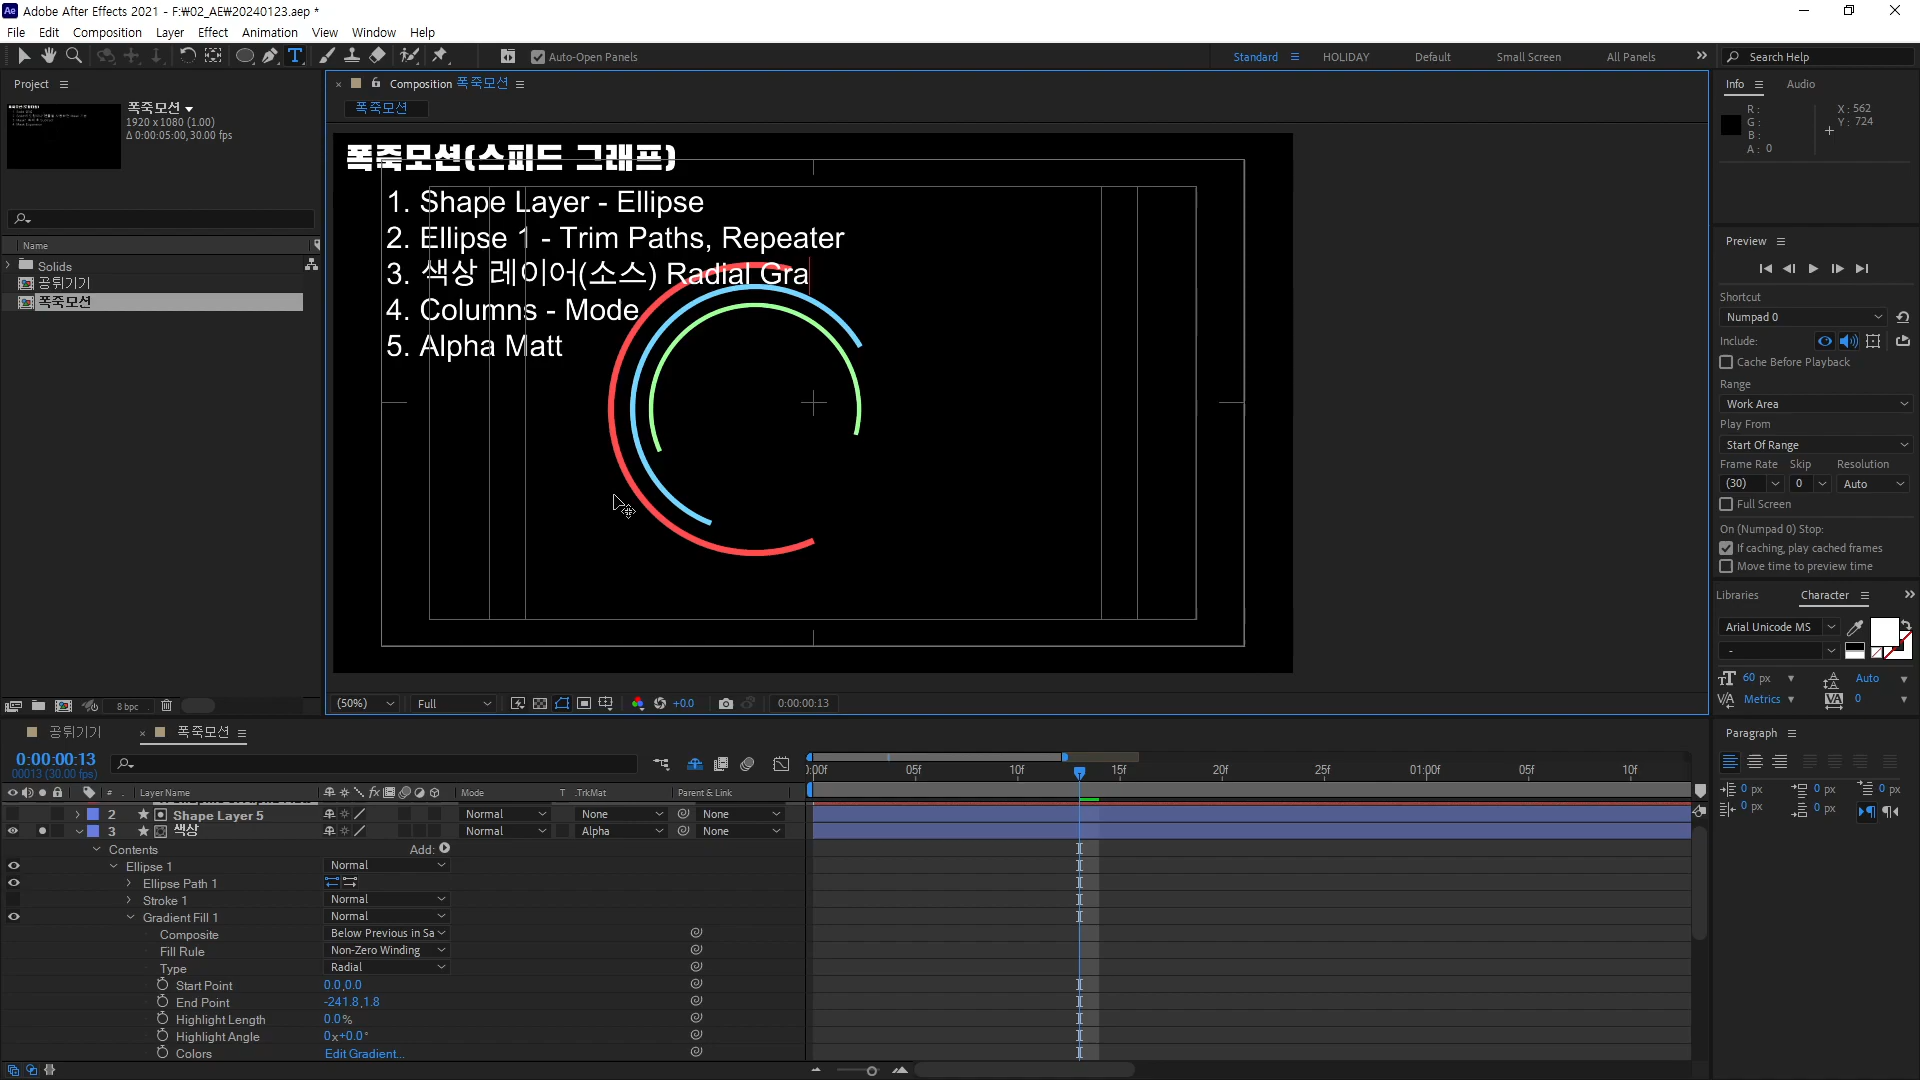 Adobe After Effects 2021 - F:₩02_AE₩20240123.aep *
File Edit Composition Layer Effect Animation View Window Help
Auto-Open Panels
Standard HOLIDAY Default Small Screen All Panels Search Help
Project
폭죽모션
1920 x 1080 (1.00)
Δ 0:00:05:00, 30.00 fps
Name
Solids
공튀기기
폭죽모션
8 bpc
Composition 폭죽모션
폭죽모션
폭죽모션(스피드 그래프)
1. Shape Layer - Ellipse
2. Ellipse 1 - Trim Paths, Repeater
3. 색상 레이어(소스) Radial Gra
4. Columns - Mode
5. Alpha Matt
(50%) Full +0.0 0:00:00:13
Info Audio
R :
G :
B :
A : 0
X : 562
Y : 724
Preview
Shortcut
Numpad 0
Include:
Cache Before Playback
Range
Work Area
Play From
Start Of Range
Frame Rate Skip Resolution
(30) 0 Auto
Full Screen
On (Numpad 0) Stop:
If caching, play cached frames
Move time to preview time
Libraries Character
Arial Unicode MS
-
60 px Auto
Metrics 0
Paragraph
0 px 0 px 0 px
0 px 0 px
공튀기기 폭죽모션
0:00:00:13
00013 (30.00 fps)
):00f 05f 10f 15f 20f 25f 01:00f 05f 10f
# . Layer Name Mode T .TrkMat Parent & Link
2 Shape Layer 5 Normal None None
3 색상 Normal Alpha None
Contents Add:
Ellipse 1 Normal
Ellipse Path 1
Stroke 1 Normal
Gradient Fill 1 Normal
Composite Below Previous in Sa
Fill Rule Non-Zero Winding
Type Radial
Start Point 0.0,0.0
End Point -241.8,1.8
Highlight Length 0.0%
Highlight Angle 0x+0.0°
Colors Edit Gradient...